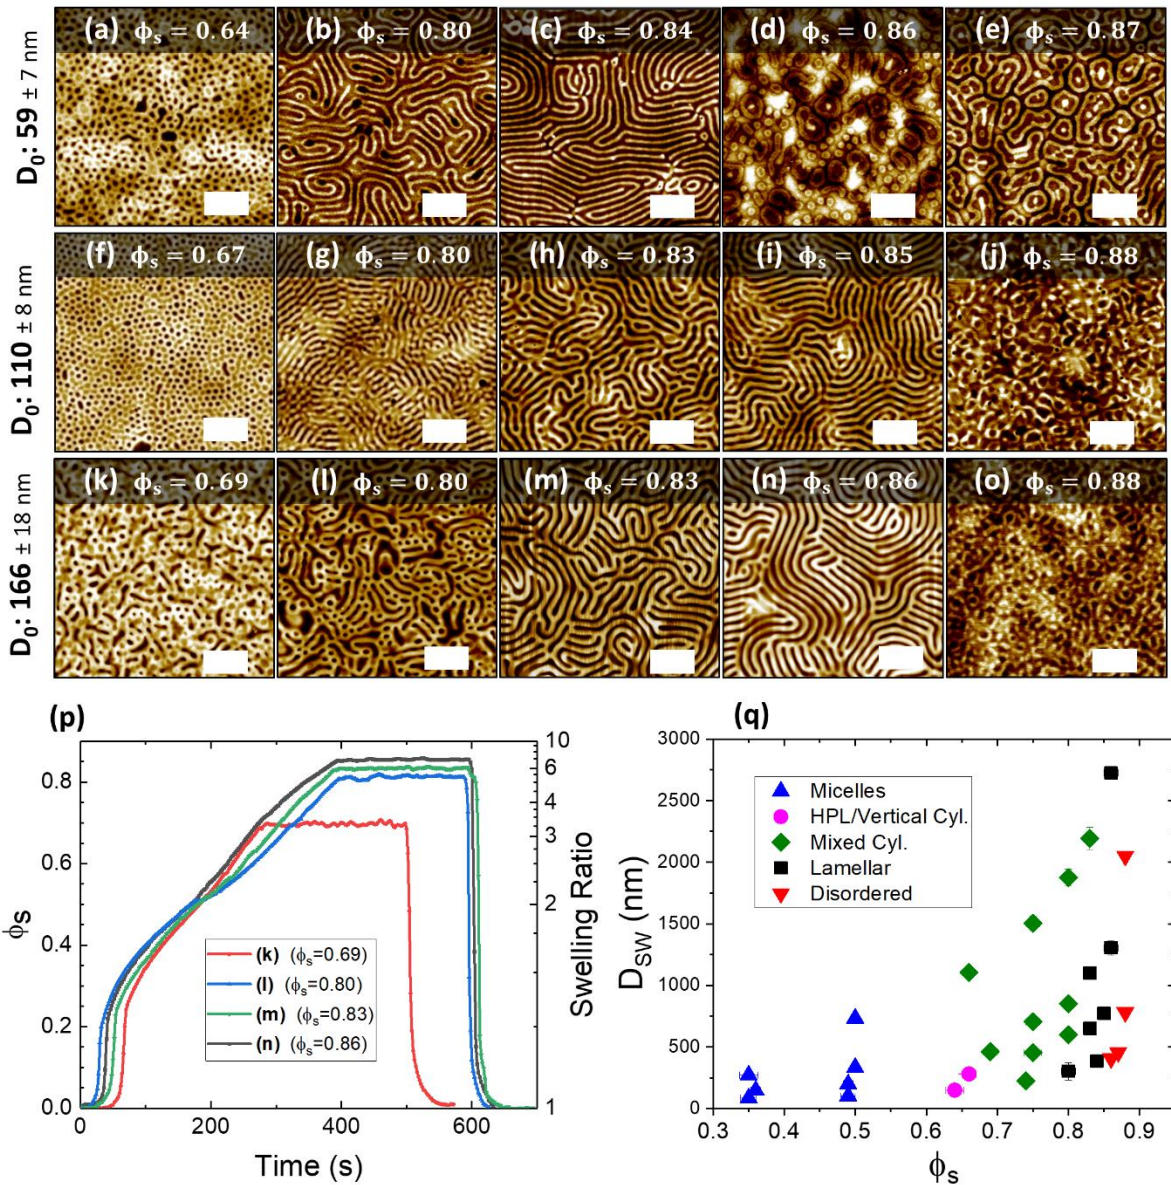 D₀: 59 ± 7 nm
(a) ϕₛ = 0.64
(b) ϕₛ = 0.80
(c) ϕₛ = 0.84
(d) ϕₛ = 0.86
(e) ϕₛ = 0.87
D₀: 110 ± 8 nm
(f) ϕₛ = 0.67
(g) ϕₛ = 0.80
(h) ϕₛ = 0.83
(i) ϕₛ = 0.85
(j) ϕₛ = 0.88
D₀: 166 ± 18 nm
(k) ϕₛ = 0.69
(l) ϕₛ = 0.80
(m) ϕₛ = 0.83
(n) ϕₛ = 0.86
(o) ϕₛ = 0.88
(p)
ϕₛ
0.8
0.6
0.4
0.2
0.0
0
200
400
600
Time (s)
10
8
6
4
3
2
1
Swelling Ratio
(k) (ϕₛ=0.69)
(l) (ϕₛ=0.80)
(m) (ϕₛ=0.83)
(n) (ϕₛ=0.86)
(q)
D_SW (nm)
3000
2500
2000
1500
1000
500
0
0.3
0.4
0.5
0.6
0.7
0.8
0.9
ϕₛ
Micelles
HPL/Vertical Cyl.
Mixed Cyl.
Lamellar
Disordered